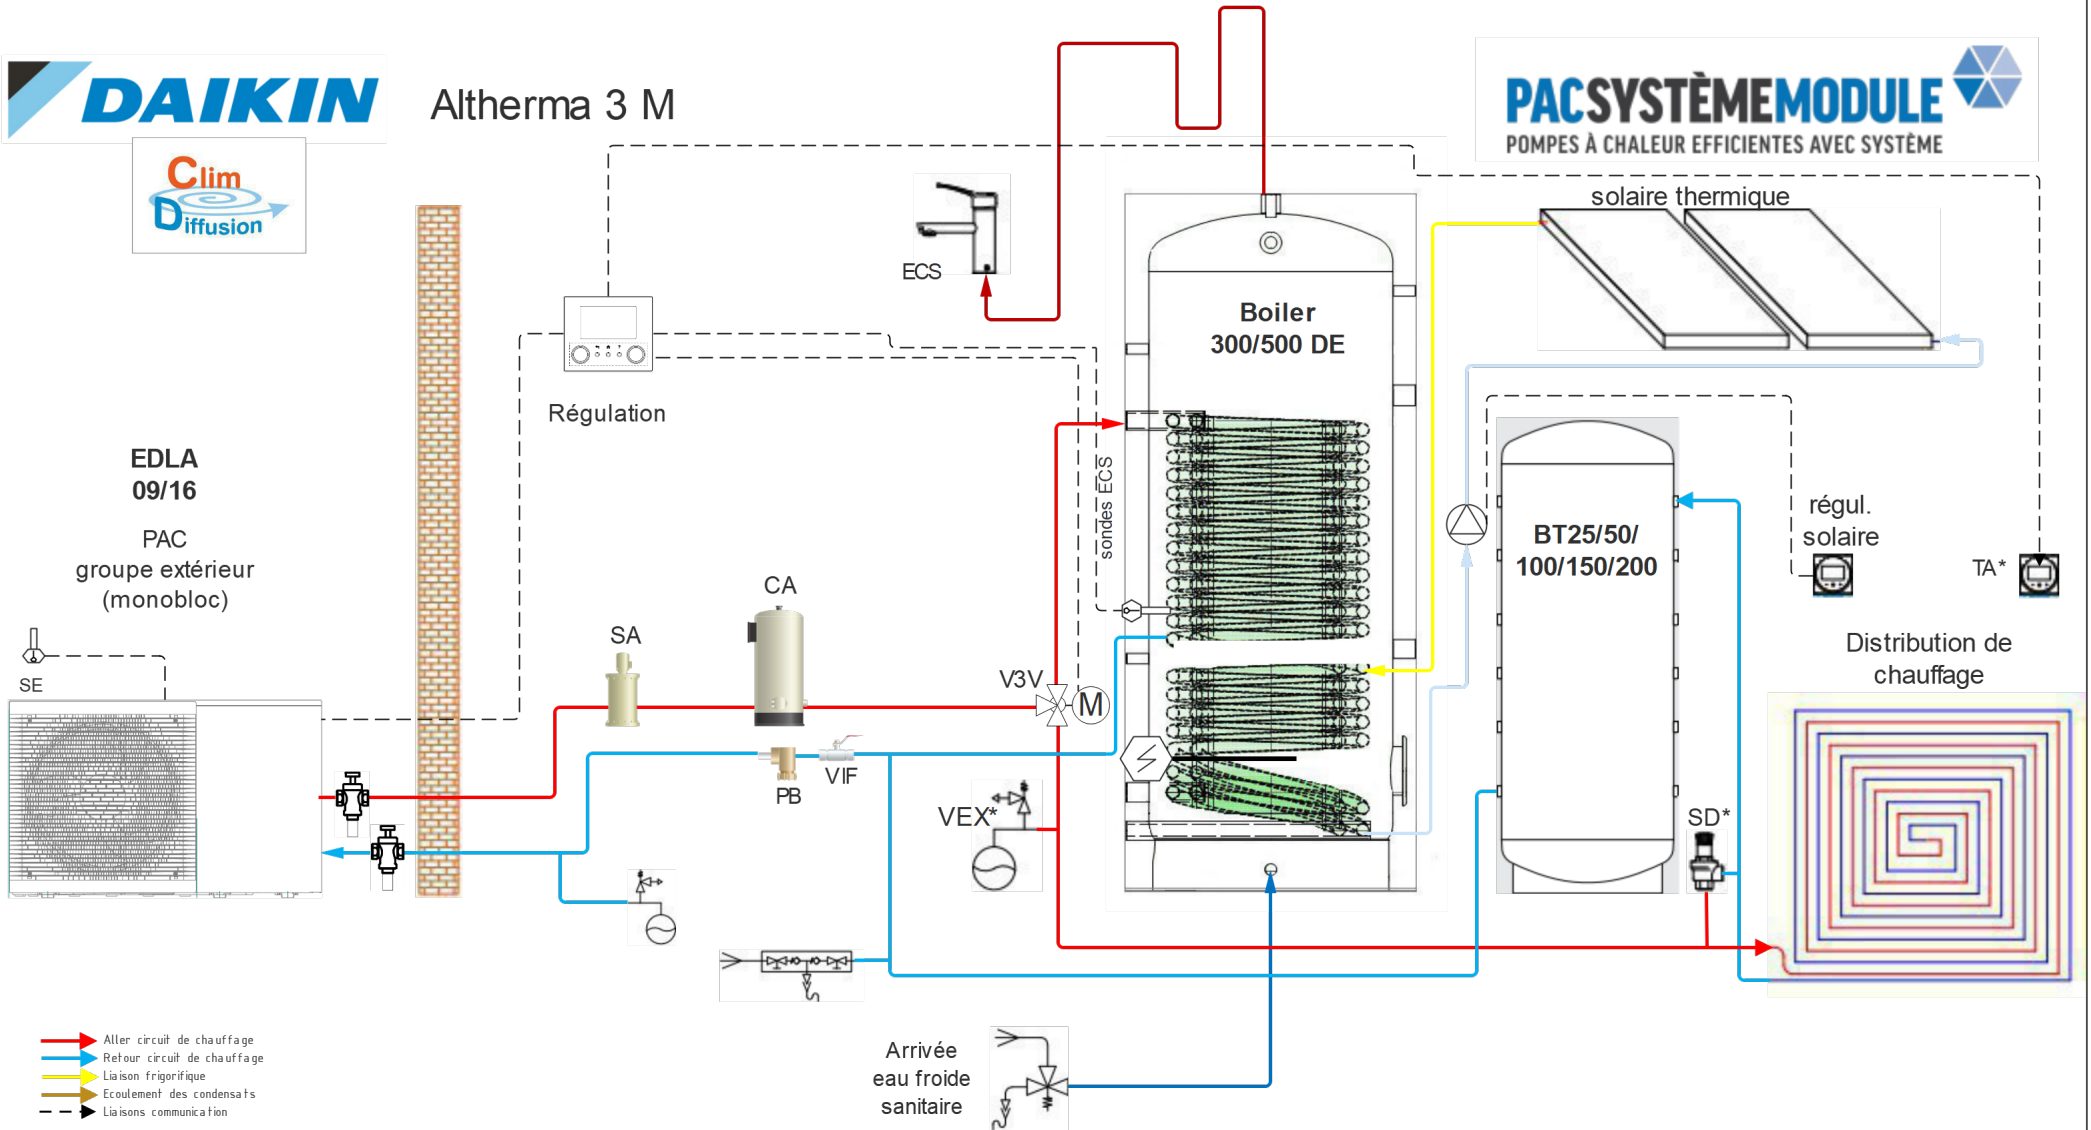 DAIKIN
Altherma 3 M
PACSYSTÈMEMODULE
POMPES À CHALEUR EFFICIENTES AVEC SYSTÈME
Clim
Diffusion
solaire thermique
ECS
Boiler
300/500 DE
Régulation
EDLA
09/16
PAC
groupe extérieur
(monobloc)
SE
sondes ECS
BT25/50/
100/150/200
régul.
solaire
TA*
CA
SA
V3V
M
Distribution de
chauffage
PB
VIF
VEX*
SD*
Arrivée
eau froide
sanitaire
Aller circuit de chauffage
Retour circuit de chauffage
Liaison frigorifique
Ecoulement des condensats
Liaisons communication